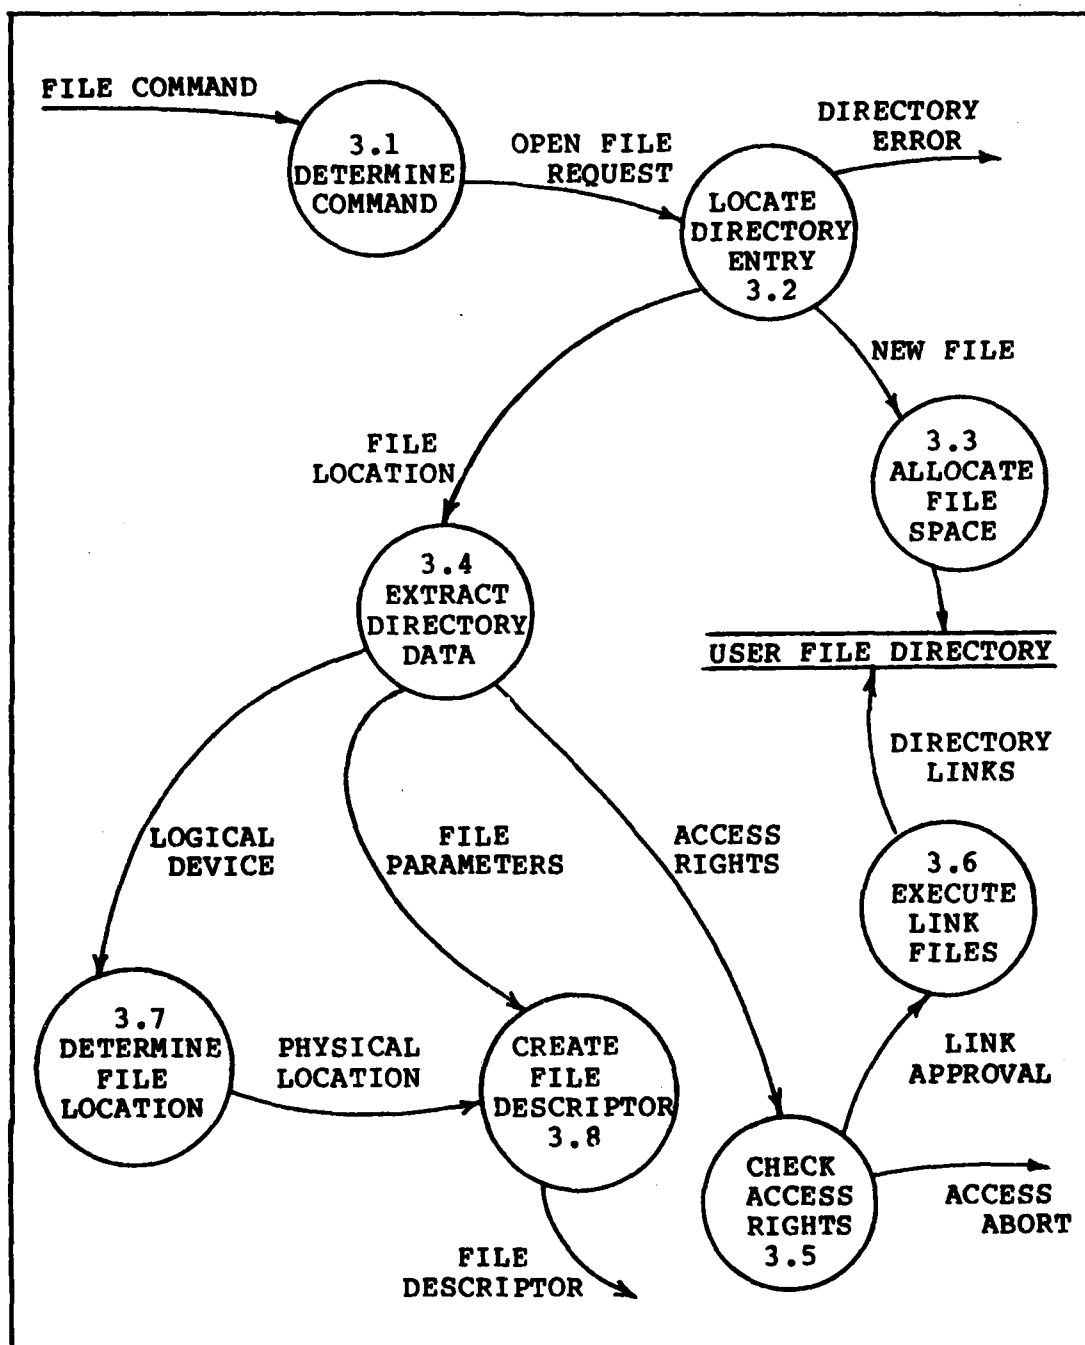 FILE COMMAND
3.1
DETERMINE
COMMAND
OPEN FILE
REQUEST
DIRECTORY
ERROR
LOCATE
DIRECTORY
ENTRY
3.2
NEW FILE
3.3
ALLOCATE
FILE
SPACE
FILE
LOCATION
3.4
EXTRACT
DIRECTORY
DATA
USER FILE DIRECTORY
DIRECTORY
LINKS
LOGICAL
DEVICE
FILE
PARAMETERS
ACCESS
RIGHTS
3.6
EXECUTE
LINK
FILES
3.7
DETERMINE
FILE
LOCATION
PHYSICAL
LOCATION
CREATE
FILE
DESCRIPTOR
3.8
LINK
APPROVAL
CHECK
ACCESS
RIGHTS
3.5
ACCESS
ABORT
FILE
DESCRIPTOR